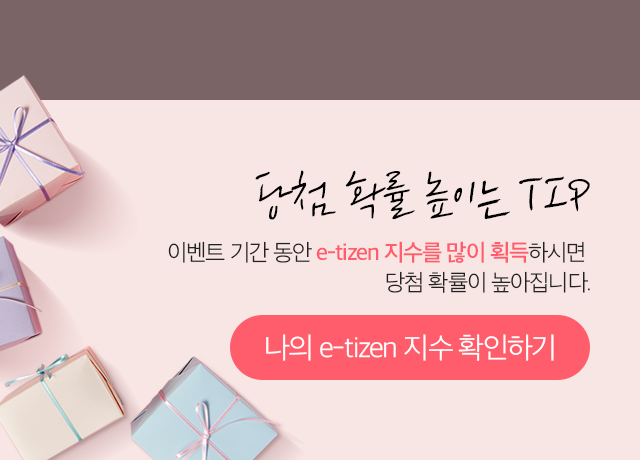 당첨 확률 높이는 TIP
이벤트 기간 동안 e-tizen 지수를 많이 획득하시면
당첨 확률이 높아집니다.
나의 e-tizen 지수 확인하기